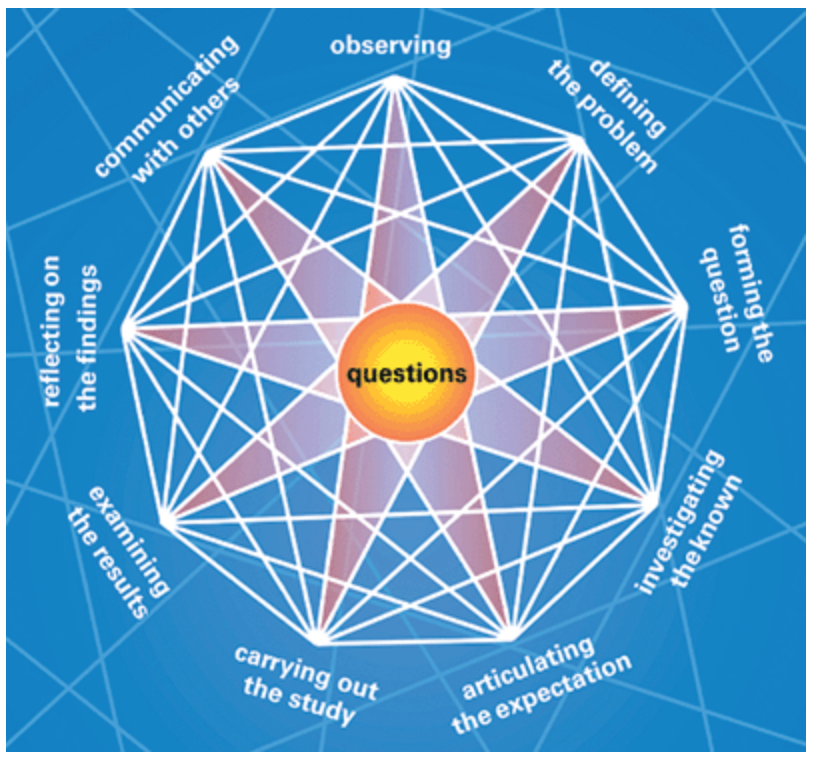 observing
defining
the problem
forming the
question
investigating
the known
articulating
the expectation
carrying out
the study
examining
the results
reflecting on
the findings
communicating
with others
questions